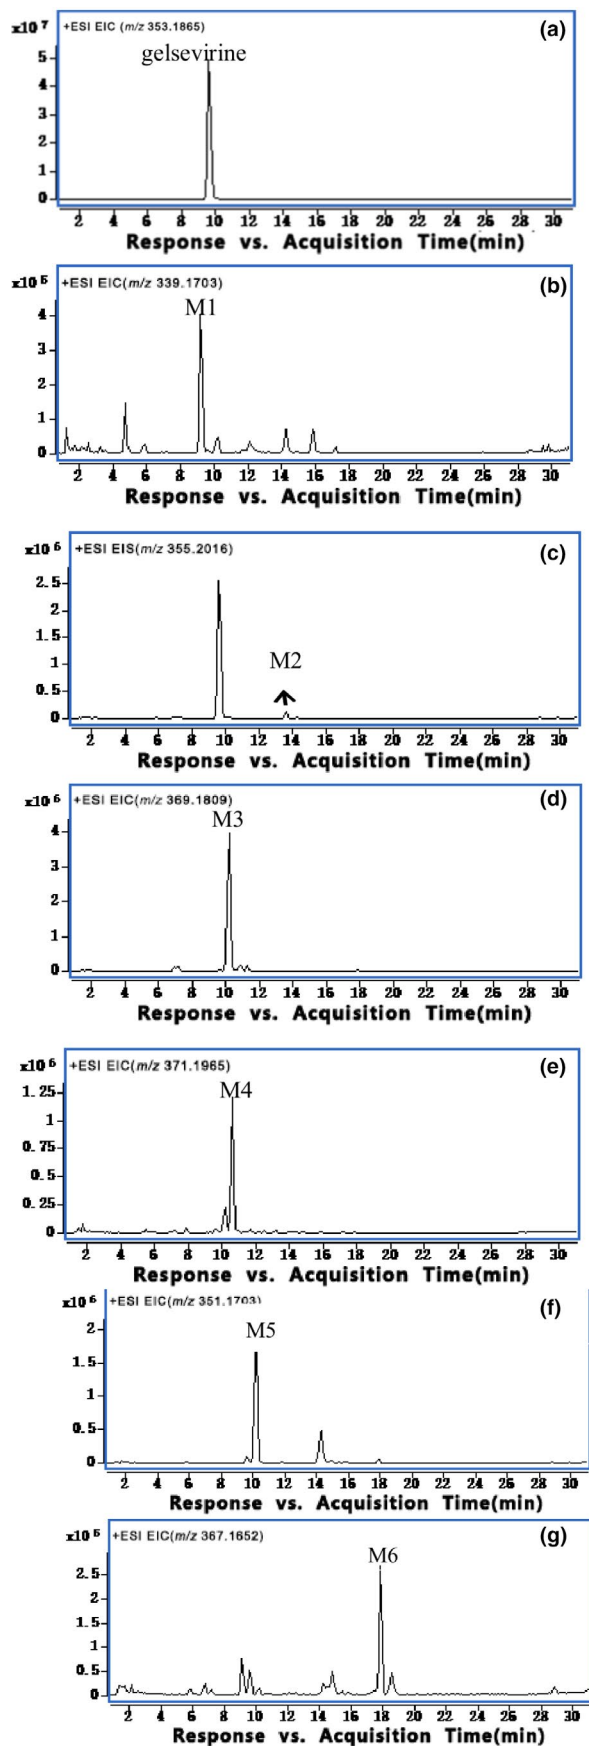 x10 7 +ESI EIC (m/z 353.1865) (a)
gelsevirine
5
4
3
2
1
0
2 4 6 8 10 12 14 16 18 20 22 24 26 28 30
Response vs. Acquisition Time(min)
x10 5 +ESI EIC(m/z 339.1703) (b)
M1
4
3
2
1
0
2 4 6 8 10 12 14 16 18 20 22 24 26 28 30
Response vs. Acquisition Time(min)
x10 6 +ESI EIS(m/z 355.2016) (c)
2.5
2
1.5
M2
1
0.5
0
2 4 6 8 10 12 14 16 18 20 22 24 26 28 30
Response vs. Acquisition Time(min)
x10 6 +ESI EIC(m/z 369.1809) (d)
M3
4
3
2
1
0
2 4 6 8 10 12 14 16 18 20 22 24 26 28 30
Response vs. Acquisition Time(min)
x10 6 +ESI EIC(m/z 371.1965) (e)
M4
1.25
1
0.75
0.5
0.25
0
2 4 6 8 10 12 14 16 18 20 22 24 26 28 30
Response vs. Acquisition Time(min)
x10 6 +ESI EIC(m/z 351.1703) (f)
M5
2
1.5
1
0.5
0
2 4 6 8 10 12 14 16 18 20 22 24 26 28 30
Response vs. Acquisition Time(min)
+ESI EIC(m/z 367.1652) (g)
M6
2.5
2
1.5
1
0.5
0
2 4 6 8 10 12 14 16 18 20 22 24 26 28 30
Response vs. Acquisition Time(min)